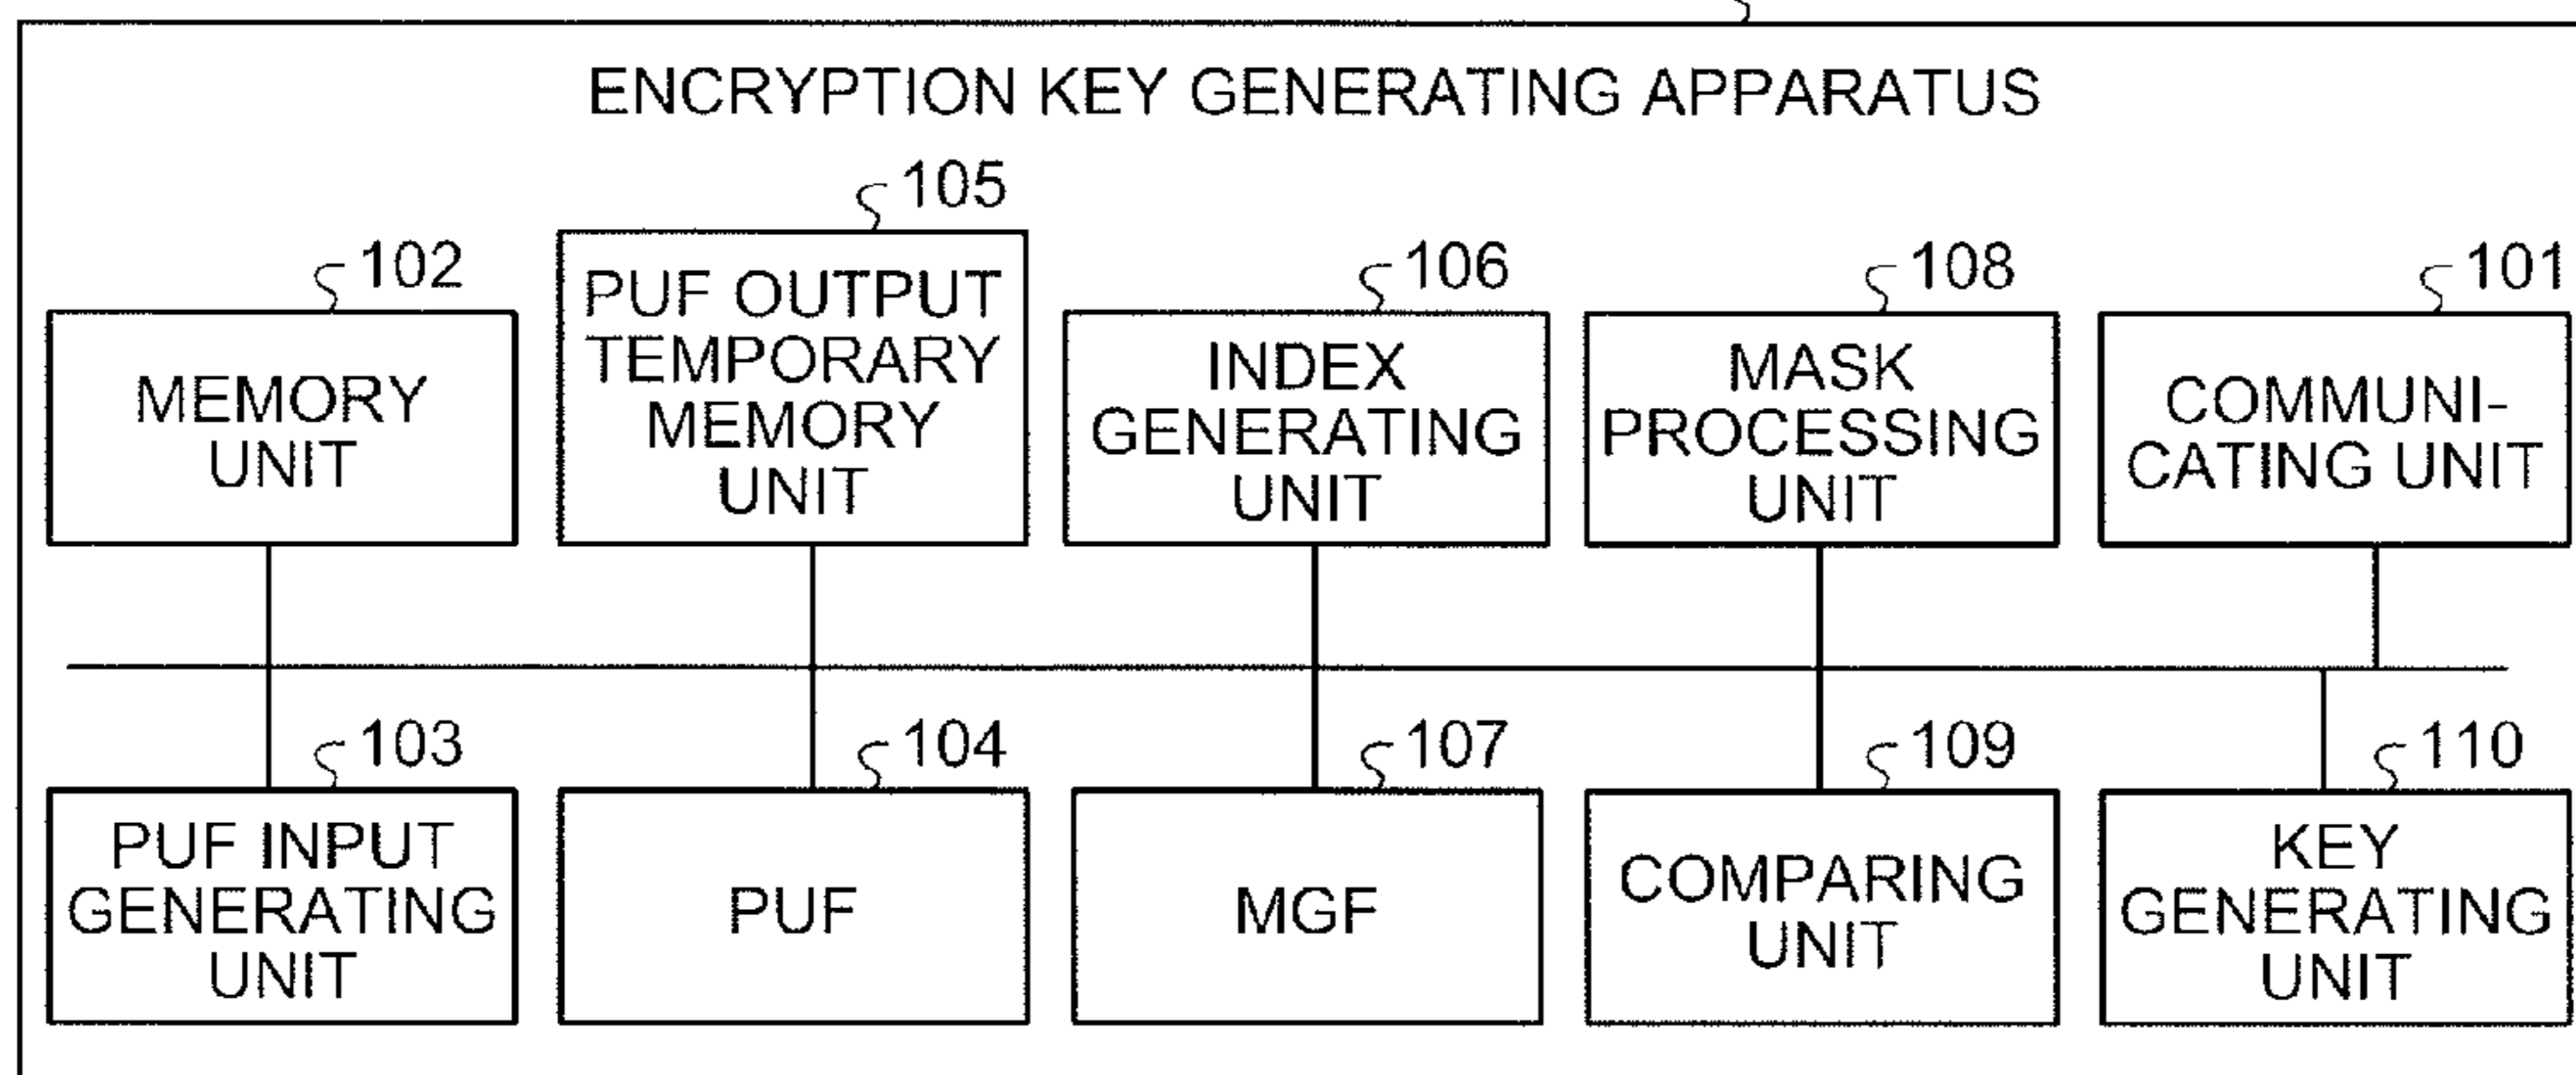 ENCRYPTION KEY GENERATING APPARATUS
102
MEMORY
UNIT
105
PUF OUTPUT
TEMPORARY
MEMORY
UNIT
106
INDEX
GENERATING
UNIT
108
MASK
PROCESSING
UNIT
101
COMMUNI-
CATING UNIT
103
PUF INPUT
GENERATING
UNIT
104
PUF
107
MGF
109
COMPARING
UNIT
110
KEY
GENERATING
UNIT